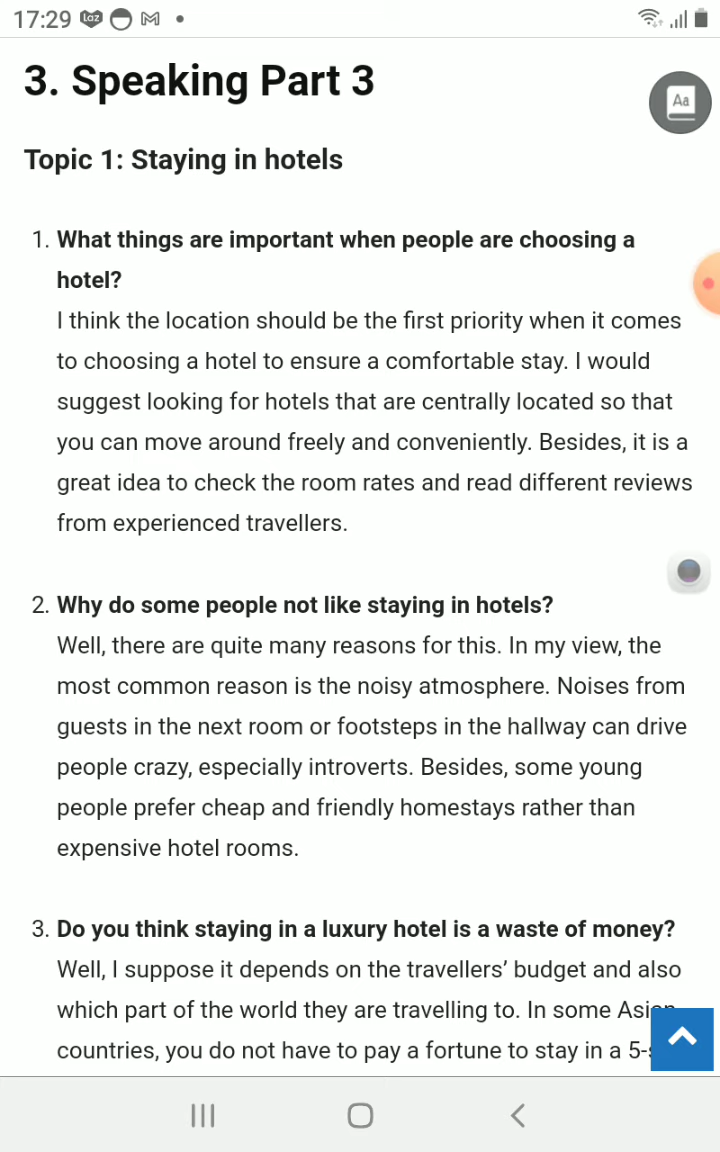 17:29 Laz
3. Speaking Part 3
Aa
Topic 1: Staying in hotels
1. What things are important when people are choosing a
hotel?
I think the location should be the first priority when it comes
to choosing a hotel to ensure a comfortable stay. I would
suggest looking for hotels that are centrally located so that
you can move around freely and conveniently. Besides, it is a
great idea to check the room rates and read different reviews
from experienced travellers.
2. Why do some people not like staying in hotels?
Well, there are quite many reasons for this. In my view, the
most common reason is the noisy atmosphere. Noises from
guests in the next room or footsteps in the hallway can drive
people crazy, especially introverts. Besides, some young
people prefer cheap and friendly homestays rather than
expensive hotel rooms.
3. Do you think staying in a luxury hotel is a waste of money?
Well, I suppose it depends on the travellers’ budget and also
which part of the world they are travelling to. In some Asian
countries, you do not have to pay a fortune to stay in a 5-